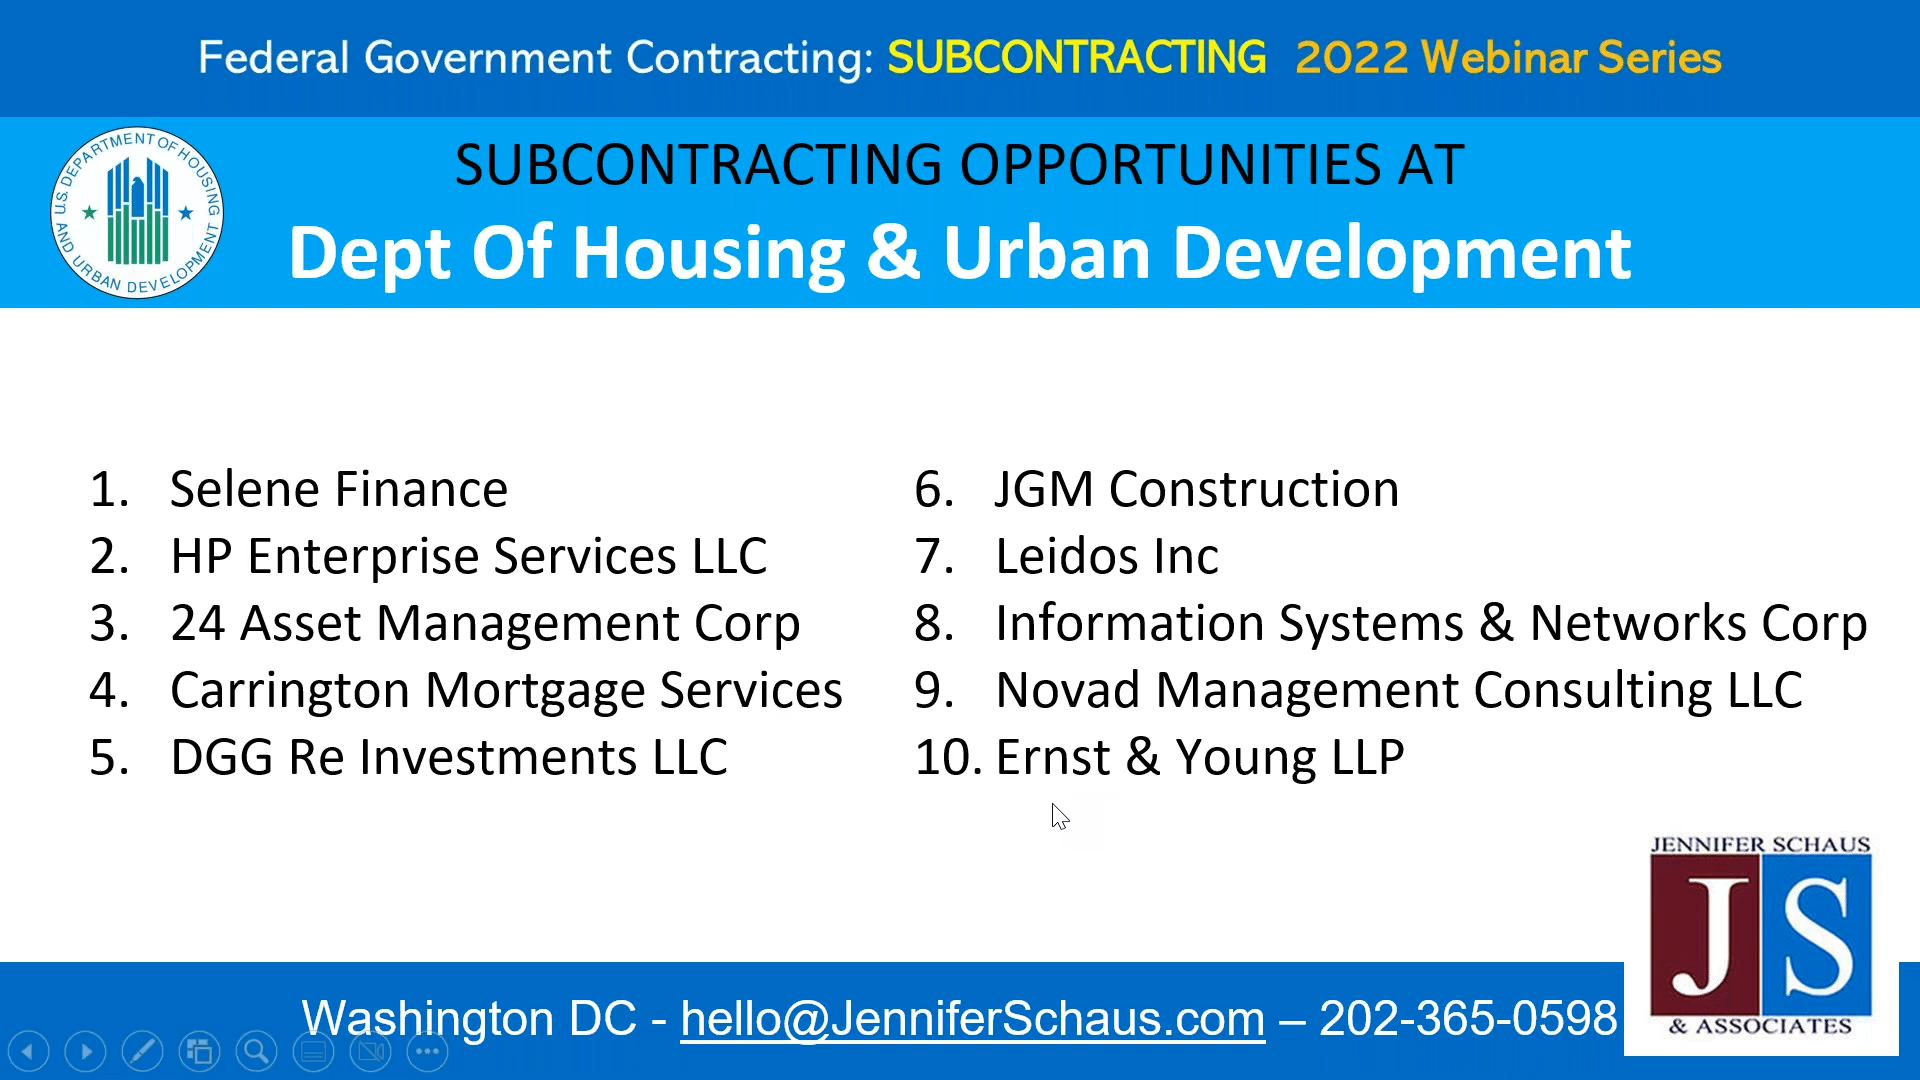 Federal Government Contracting: SUBCONTRACTING 2022 Webinar Series
U.S. DEPARTMENT OF HOUSING AND URBAN DEVELOPMENT
SUBCONTRACTING OPPORTUNITIES AT
Dept Of Housing & Urban Development
1. Selene Finance
2. HP Enterprise Services LLC
3. 24 Asset Management Corp
4. Carrington Mortgage Services
5. DGG Re Investments LLC
6. JGM Construction
7. Leidos Inc
8. Information Systems & Networks Corp
9. Novad Management Consulting LLC
10. Ernst & Young LLP
JENNIFER SCHAUS
JS
& ASSOCIATES
Washington DC - hello@JenniferSchaus.com – 202-365-0598